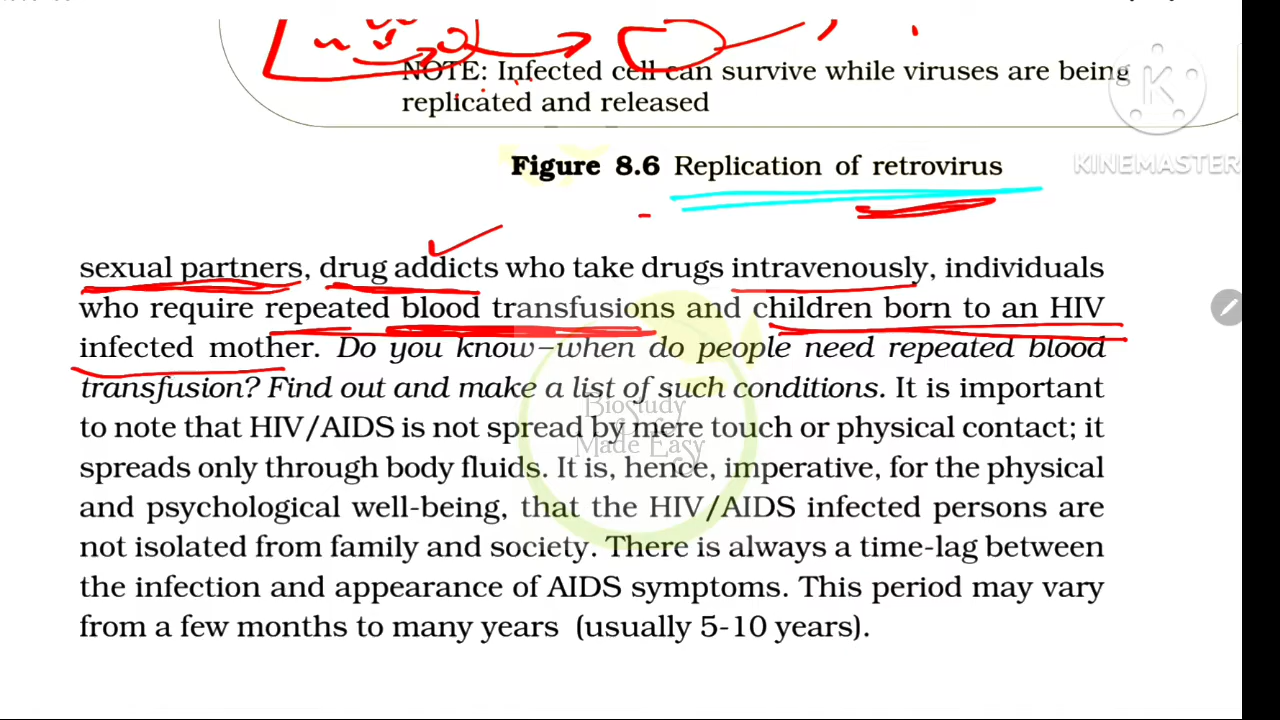 NOTE: Infected cell can survive while viruses are being
replicated and released
KINEMASTER
Figure 8.6 Replication of retrovirus
sexual partners, drug addicts who take drugs intravenously, individuals
who require repeated blood transfusions and children born to an HIV
infected mother. Do you know–when do people need repeated blood
transfusion? Find out and make a list of such conditions. It is important
to note that HIV/AIDS is not spread by mere touch or physical contact; it
spreads only through body fluids. It is, hence, imperative, for the physical
and psychological well-being, that the HIV/AIDS infected persons are
not isolated from family and society. There is always a time-lag between
the infection and appearance of AIDS symptoms. This period may vary
from a few months to many years (usually 5-10 years).
BioStudy
Made Easy